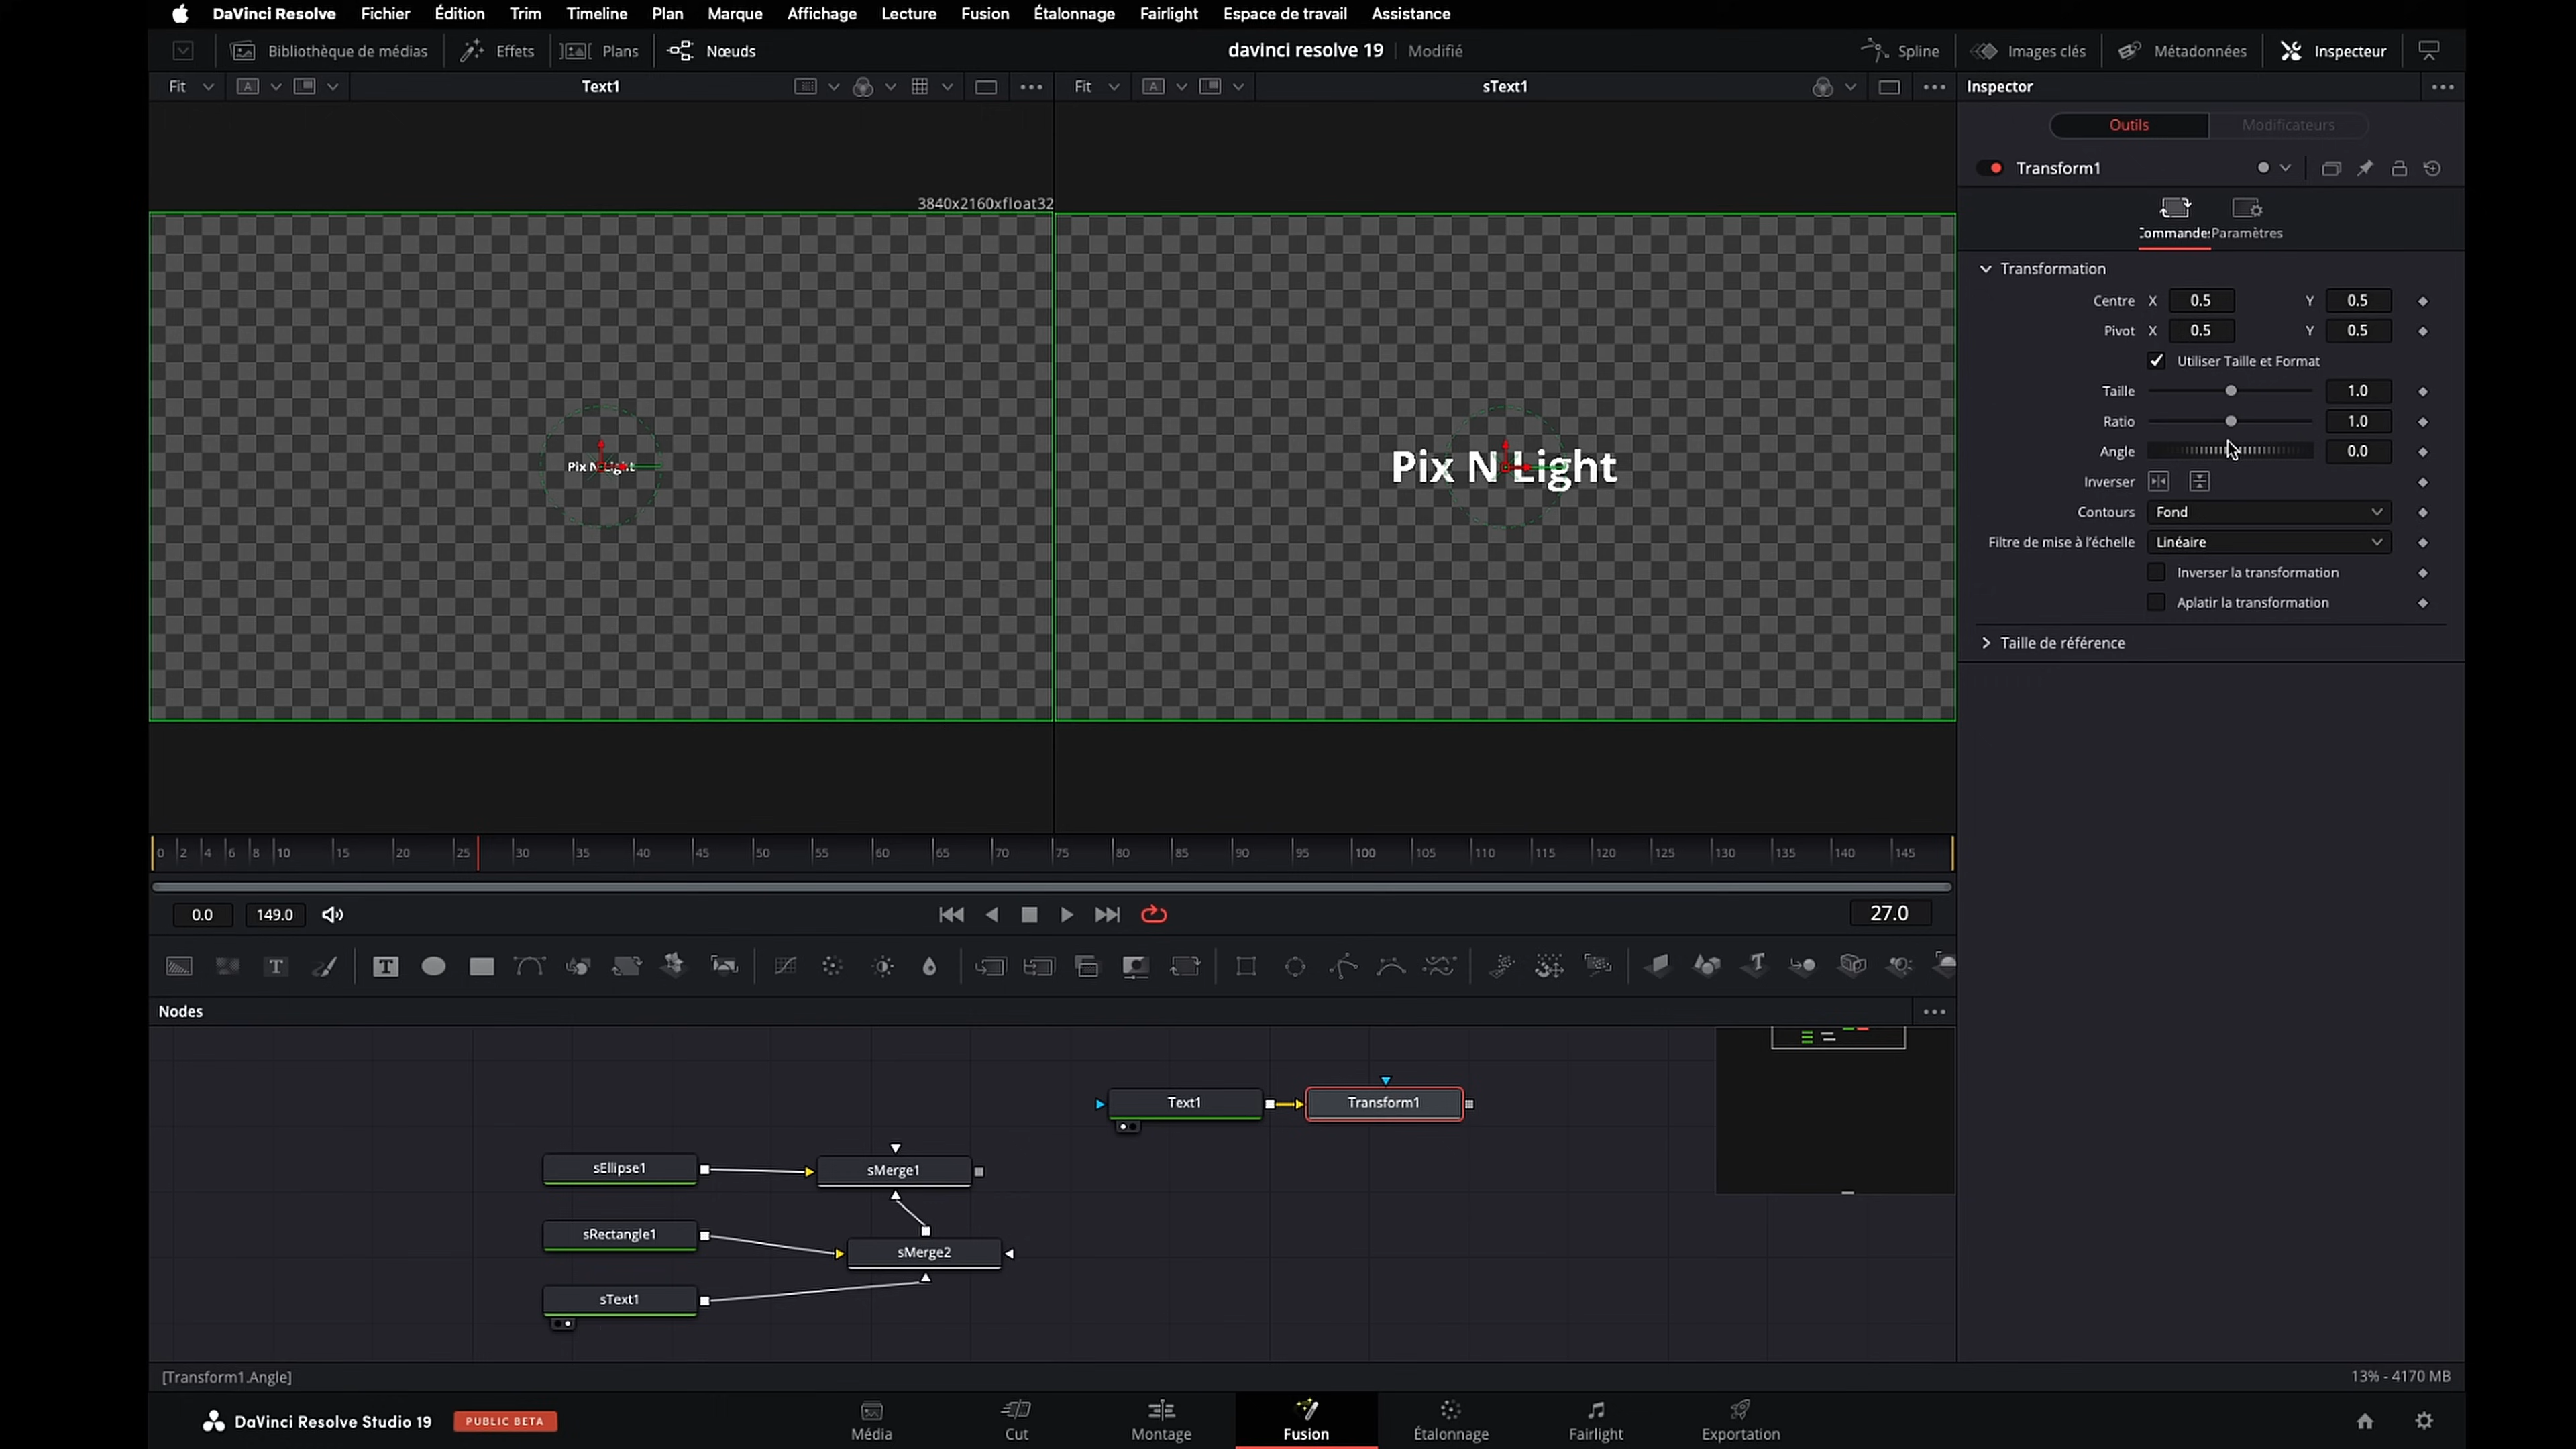 DaVinci Resolve Fichier Édition Trim Timeline Plan Marque Affichage Lecture Fusion Étalonnage Fairlight Espace de travail Assistance
Bibliothèque de médias Effets Plans Nœuds davinci resolve 19 Modifié Spline Images clés Métadonnées Inspecteur
Fit A Text1 Fit A sText1 Inspector
Outils Modificateurs
Transform1
3840x2160xfloat32
Commande: Paramètres
Transformation
Centre X 0.5 Y 0.5
Pivot X 0.5 Y 0.5
Utiliser Taille et Format
Taille 1.0
Ratio 1.0
Angle 0.0
Pix N Light Pix N Light
Inverser
Contours Fond
Filtre de mise à l'échelle Linéaire
Inverser la transformation
Aplatir la transformation
Taille de référence
0 2 4 6 8 10 15 20 25 30 35 40 45 50 55 60 65 70 75 80 85 90 95 100 105 110 115 120 125 130 135 140 145
0.0 149.0 27.0
T T T
Nodes
Text1 Transform1
sEllipse1 sMerge1
sRectangle1 sMerge2
sText1
[Transform1.Angle] 13% - 4170 MB
DaVinci Resolve Studio 19 PUBLIC BETA Média Cut Montage Fusion Étalonnage Fairlight Exportation